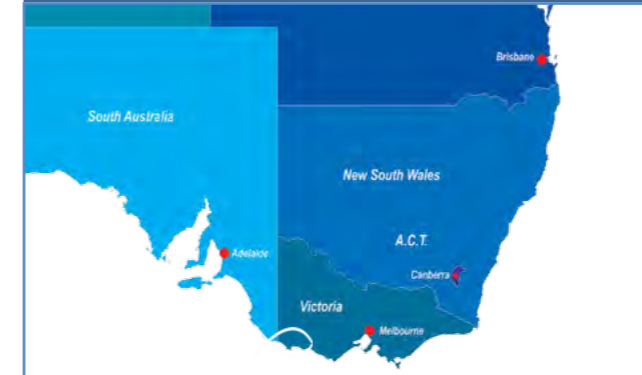 Brisbane
South Australia
New South Wales
A.C.T.
Adelaide
Canberra
Victoria
Melbourne